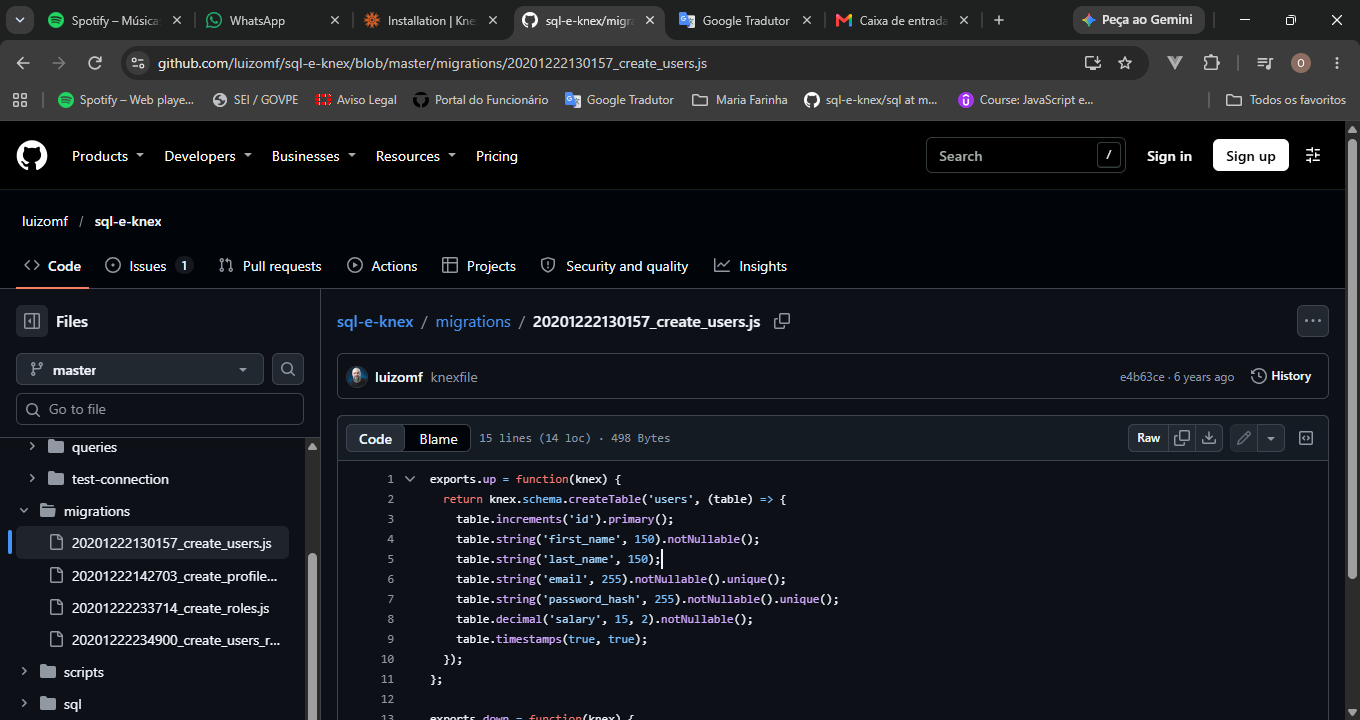 Spotify – Música
WhatsApp
Installation | Kne
sql-e-knex/migra
Google Tradutor
Caixa de entrada
Peça ao Gemini
github.com/luizomf/sql-e-knex/blob/master/migrations/20201222130157_create_users.js
O
Spotify – Web playe...
SEI / GOVPE
Aviso Legal
Portal do Funcionário
Google Tradutor
Maria Farinha
sql-e-knex/sql at m...
Course: JavaScript e...
Todos os favoritos
Products
Developers
Businesses
Resources
Pricing
Search
/
Sign in
Sign up
luizomf / sql-e-knex
Code
Issues 1
Pull requests
Actions
Projects
Security and quality
Insights
Files
master
Go to file
queries
test-connection
migrations
20201222130157_create_users.js
20201222142703_create_profile...
20201222233714_create_roles.js
20201222234900_create_users_r...
scripts
sql
sql-e-knex / migrations / 20201222130157_create_users.js
luizomf knexfile
e4b63ce · 6 years ago
History
Code Blame 15 lines (14 loc) · 498 Bytes
Raw
1 exports.up = function(knex) {
2 return knex.schema.createTable('users', (table) => {
3 table.increments('id').primary();
4 table.string('first_name', 150).notNullable();
5 table.string('last_name', 150);
6 table.string('email', 255).notNullable().unique();
7 table.string('password_hash', 255).notNullable().unique();
8 table.decimal('salary', 15, 2).notNullable();
9 table.timestamps(true, true);
10 });
11 };
12
13 exports.down = function(knex) {